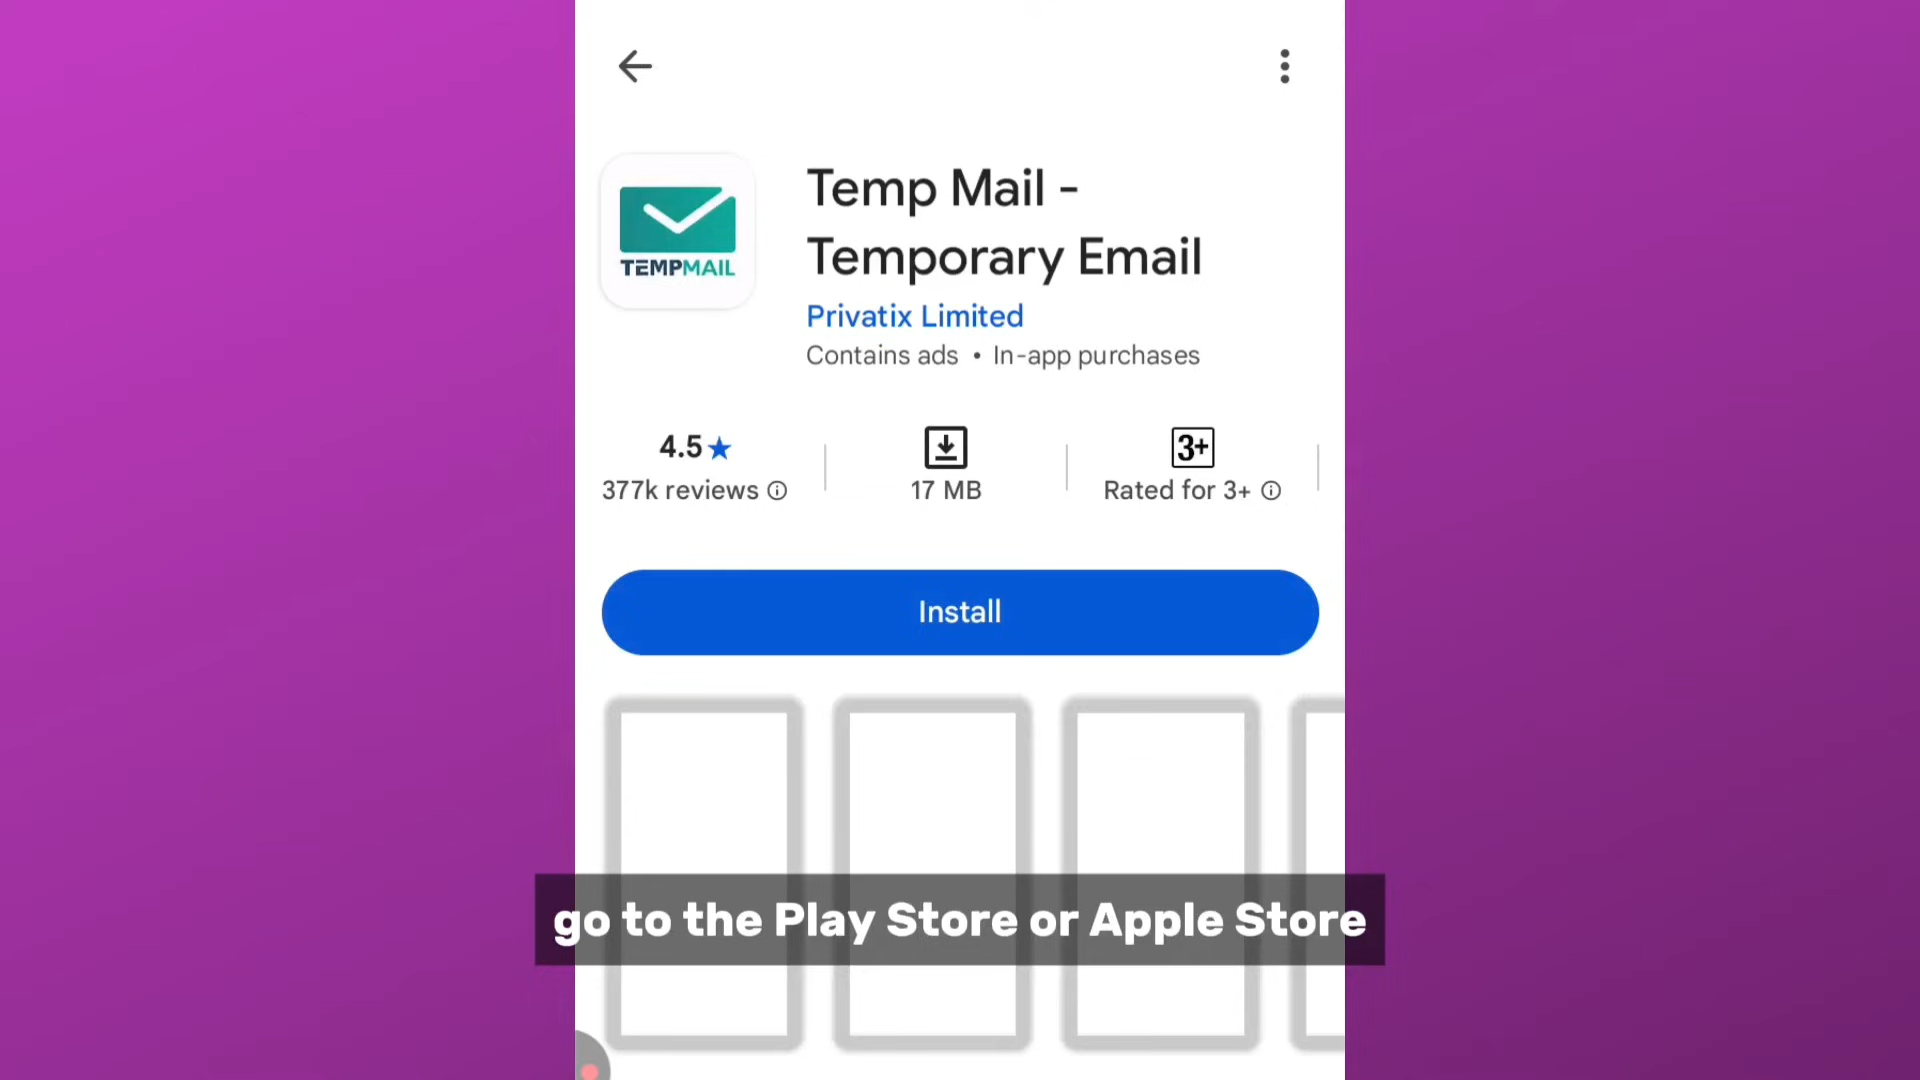 TEMPMAIL
Temp Mail -
Temporary Email
Privatix Limited
Contains ads • In-app purchases
4.5★
377k reviews
17 MB
3+
Rated for 3+
Install
go to the Play Store or Apple Store